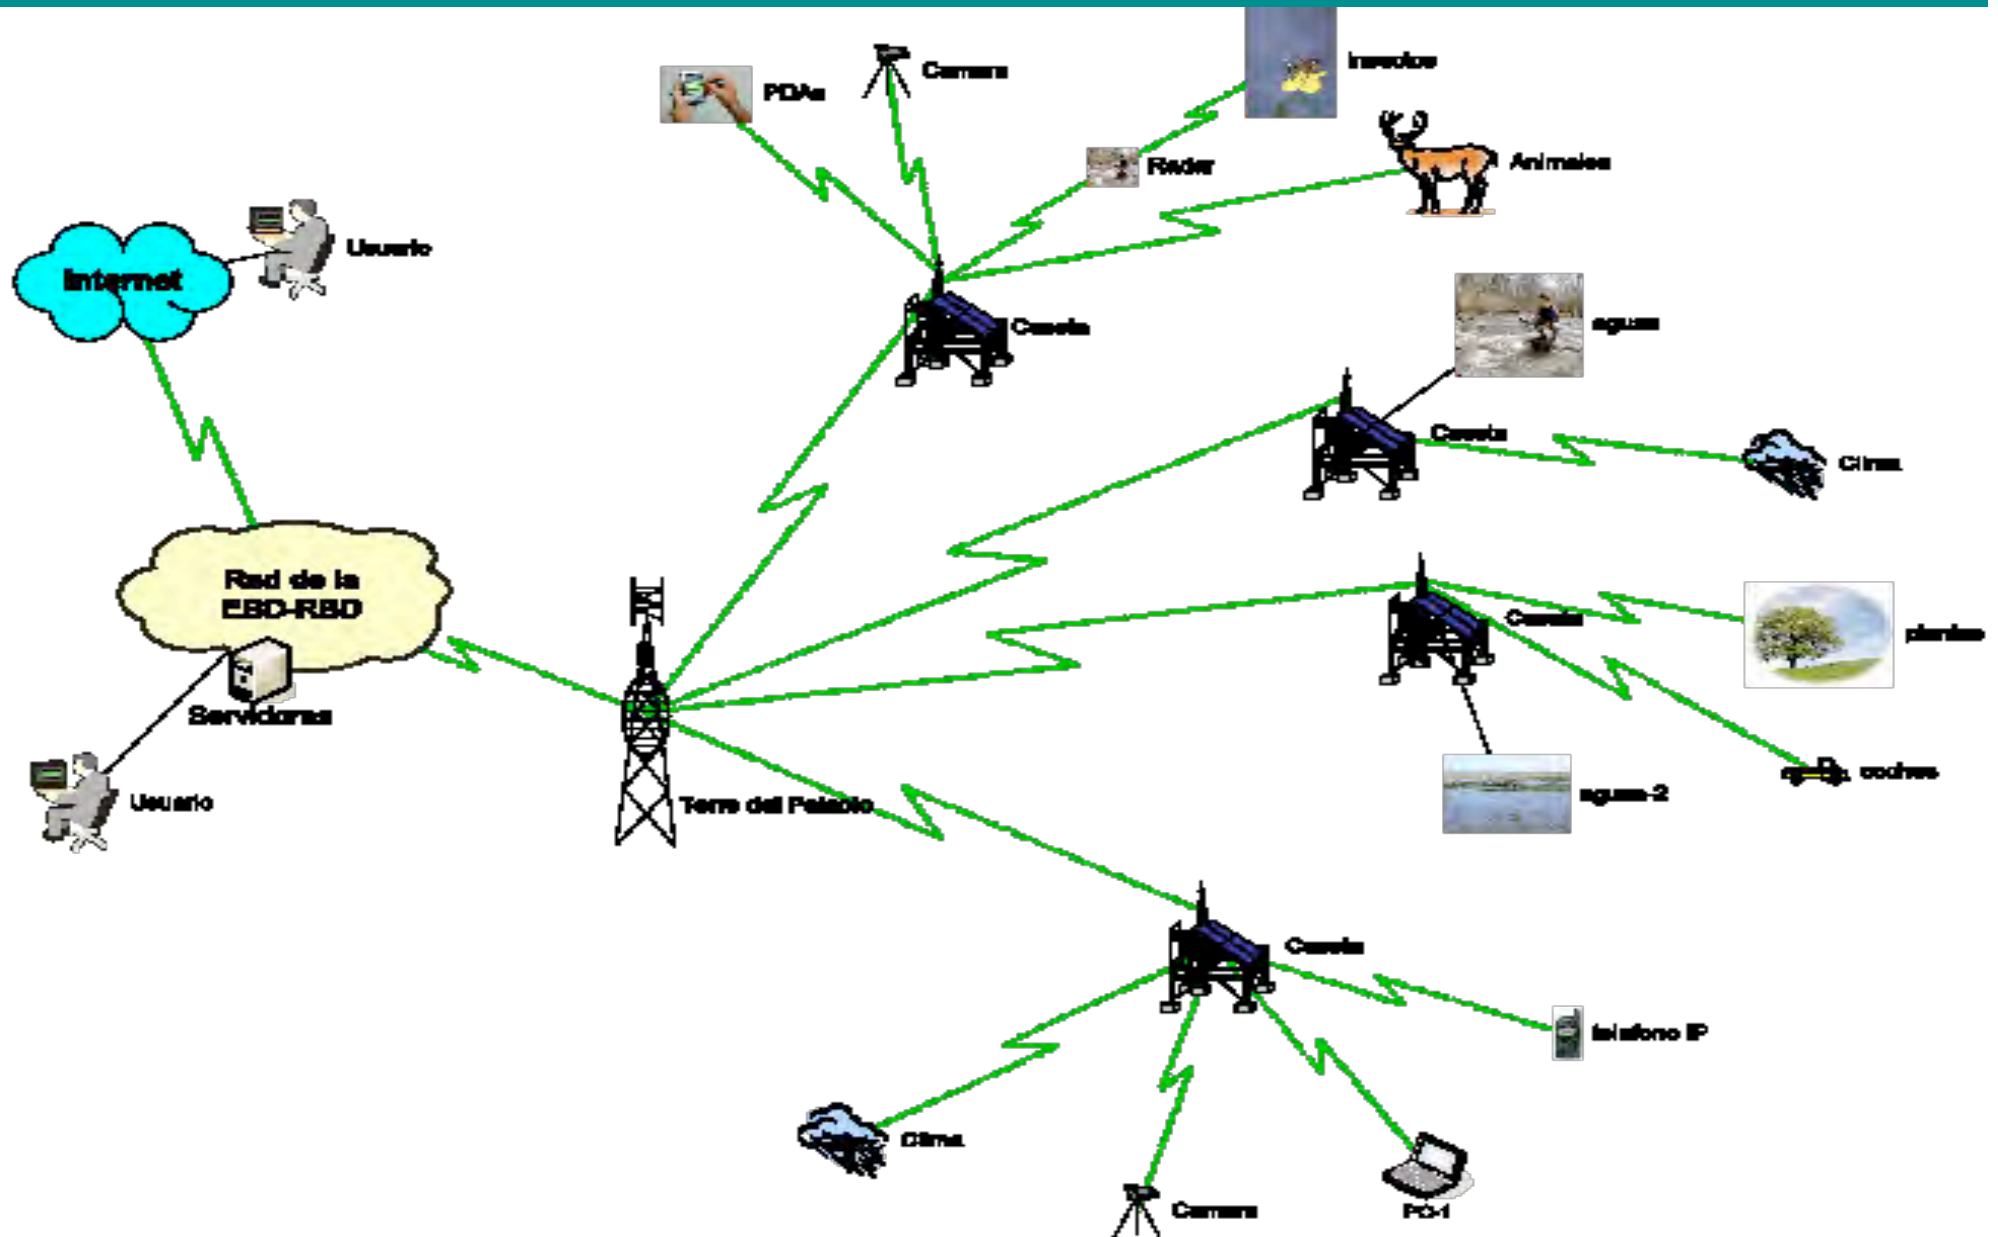 PDAs
Camara
Insectos
Radar
Animales
Internet
Usuario
Caseta
aguas
Caseta
Clima
Red de la
EBD-RBD
Caseta
plantas
Servidores
Usuario
Torre del Palacio
coches
aguas-2
Caseta
telefono IP
Clima
Camara
PC-1